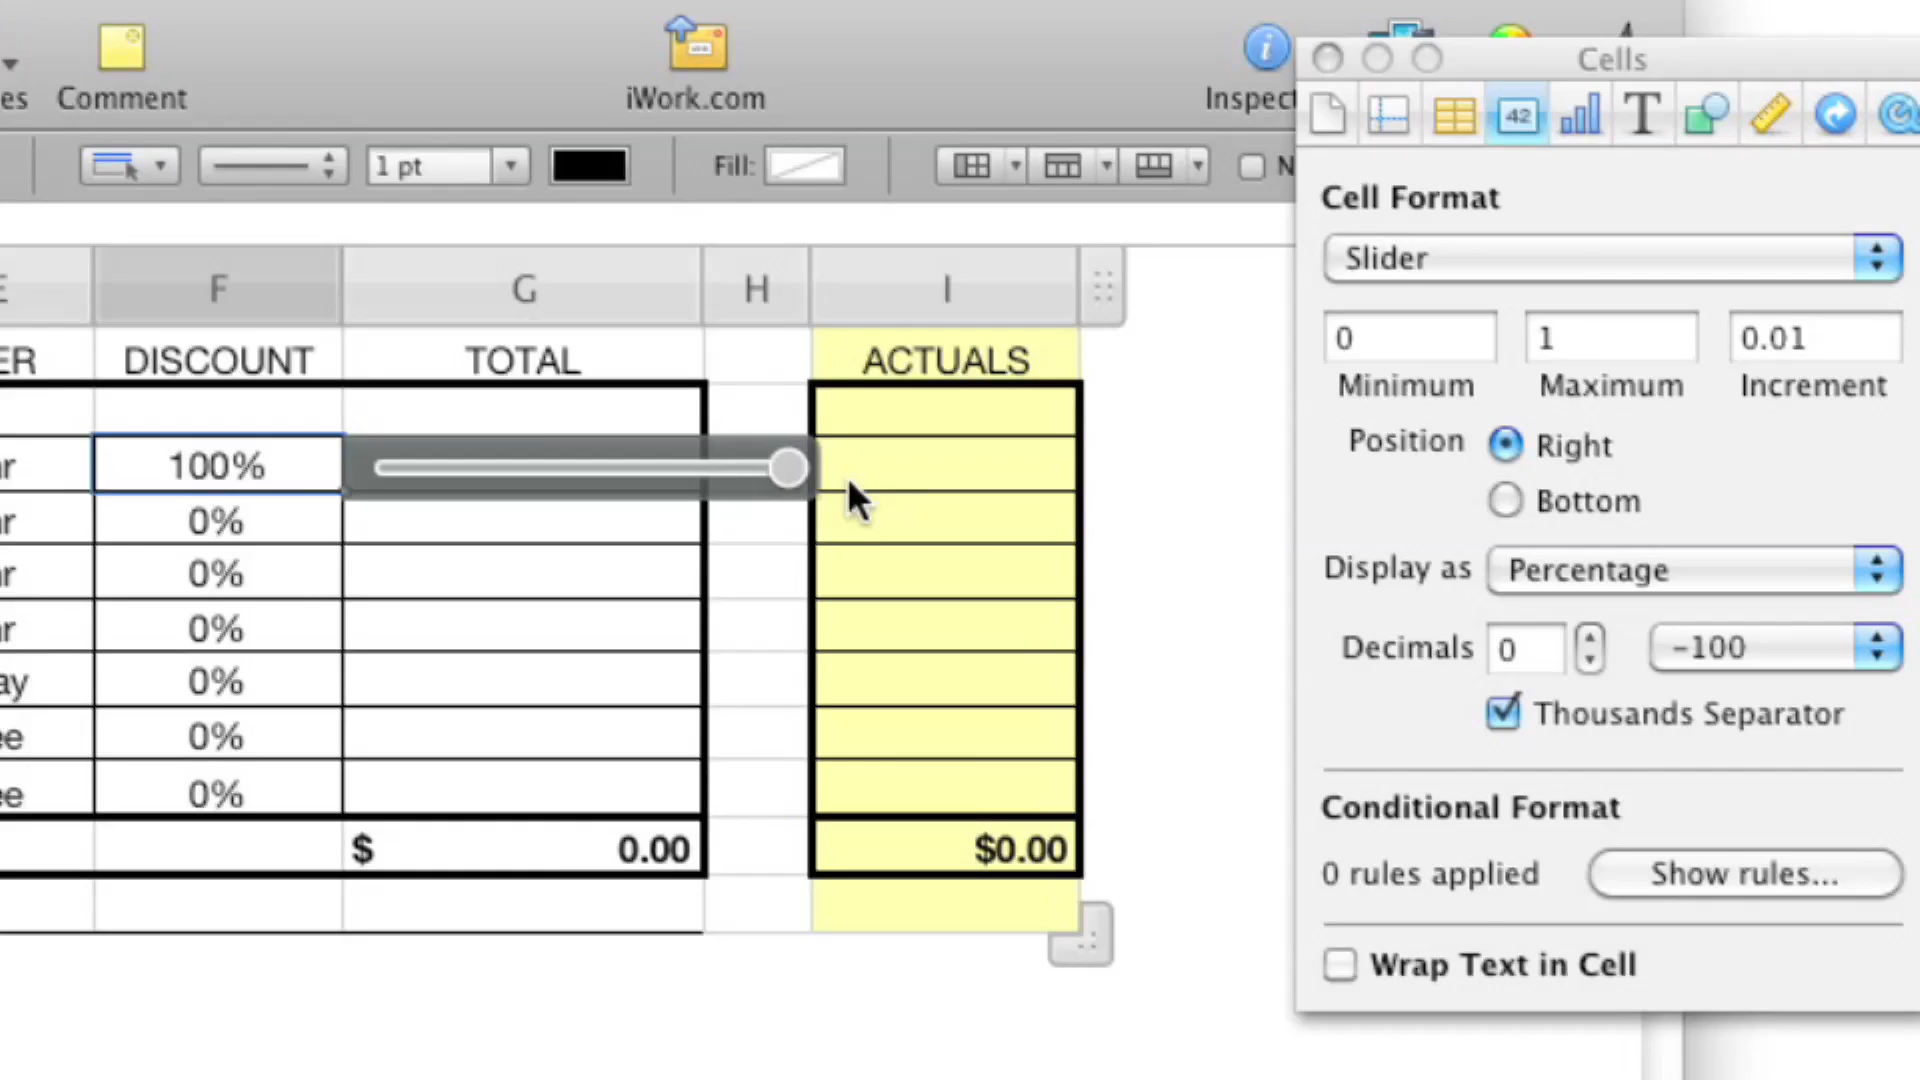 es Comment iWork.com Inspect
Cells
42
T
1 pt Fill: N
Cell Format
Slider
E F G H I
0 1 0.01
Minimum Maximum Increment
ER DISCOUNT TOTAL ACTUALS
Position Right
Bottom
r 100%
r 0%
r 0%
r 0%
ay 0%
ee 0%
ee 0%
$ 0.00 $0.00
Display as Percentage
Decimals 0 -100
Thousands Separator
Conditional Format
0 rules applied Show rules...
Wrap Text in Cell